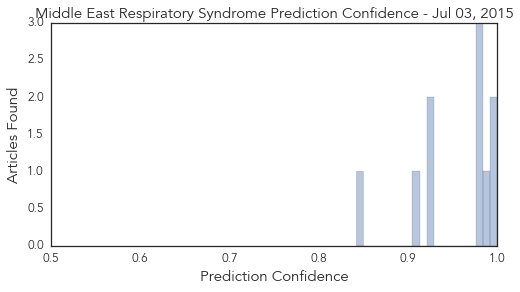 Middle East Respiratory Syndrome Prediction Confidence - Jul 03, 2015
3.0
2.5
2.0
1.5
1.0
0.5
0.0
Articles Found
0.5 0.6 0.7 0.8 0.9 1.0
Prediction Confidence